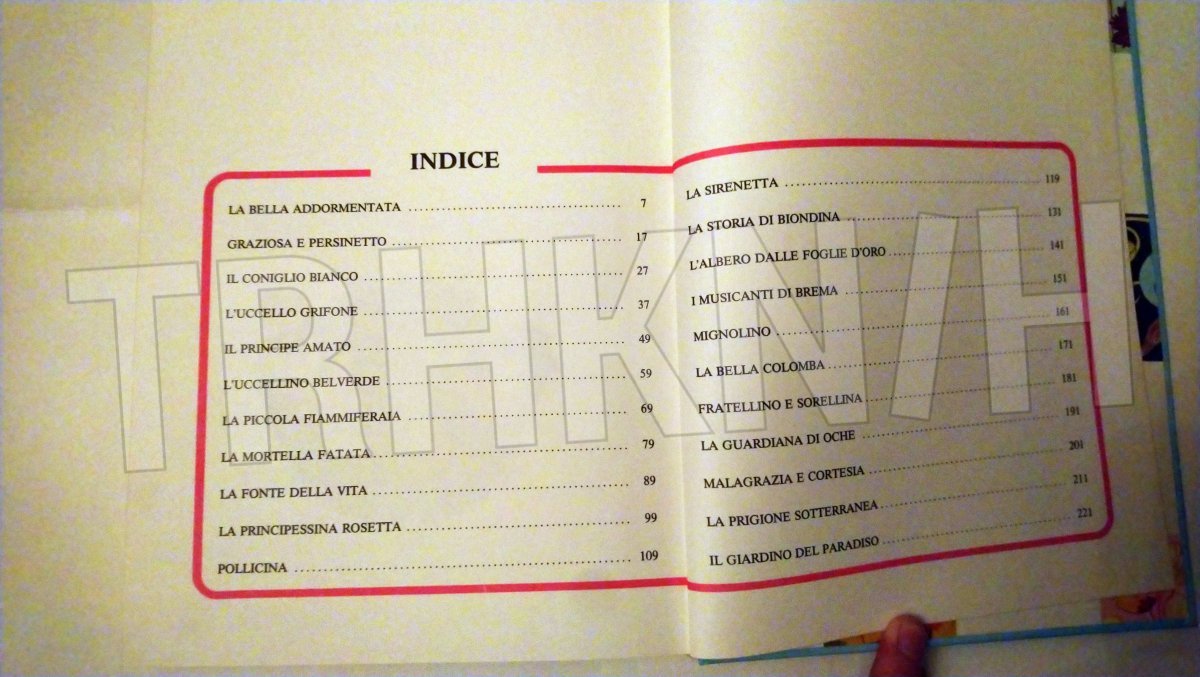 INDICE
LA BELLA ADDORMENTATA ........................................ 7
GRAZIOSA E PERSINETTO ........................................ 17
IL CONIGLIO BIANCO ........................................ 27
L'UCCELLO GRIFONE ........................................ 37
IL PRINCIPE AMATO ........................................ 49
L'UCCELLINO BELVERDE ........................................ 59
LA PICCOLA FIAMMIFERAIA ........................................ 69
LA MORTELLA FATATA ........................................ 79
LA FONTE DELLA VITA ........................................ 89
LA PRINCIPESSINA ROSETTA ........................................ 99
POLLICINA ........................................ 109
LA SIRENETTA ........................................ 119
LA STORIA DI BIONDINA ........................................ 131
L'ALBERO DALLE FOGLIE D'ORO ........................................ 141
I MUSICANTI DI BREMA ........................................ 151
MIGNOLINO ........................................ 161
LA BELLA COLOMBA ........................................ 171
FRATELLINO E SORELLINA ........................................ 181
LA GUARDIANA DI OCHE ........................................ 191
MALAGRAZIA E CORTESIA ........................................ 201
LA PRIGIONE SOTTERRANEA ........................................ 211
IL GIARDINO DEL PARADISO ........................................ 221
TRHKN/H